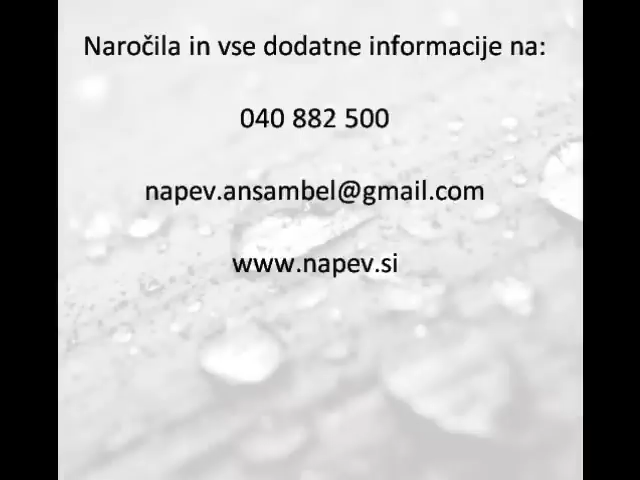 Naročila in vse dodatne informacije na:
040 882 500
napev.ansambel@gmail.com
www.napev.si